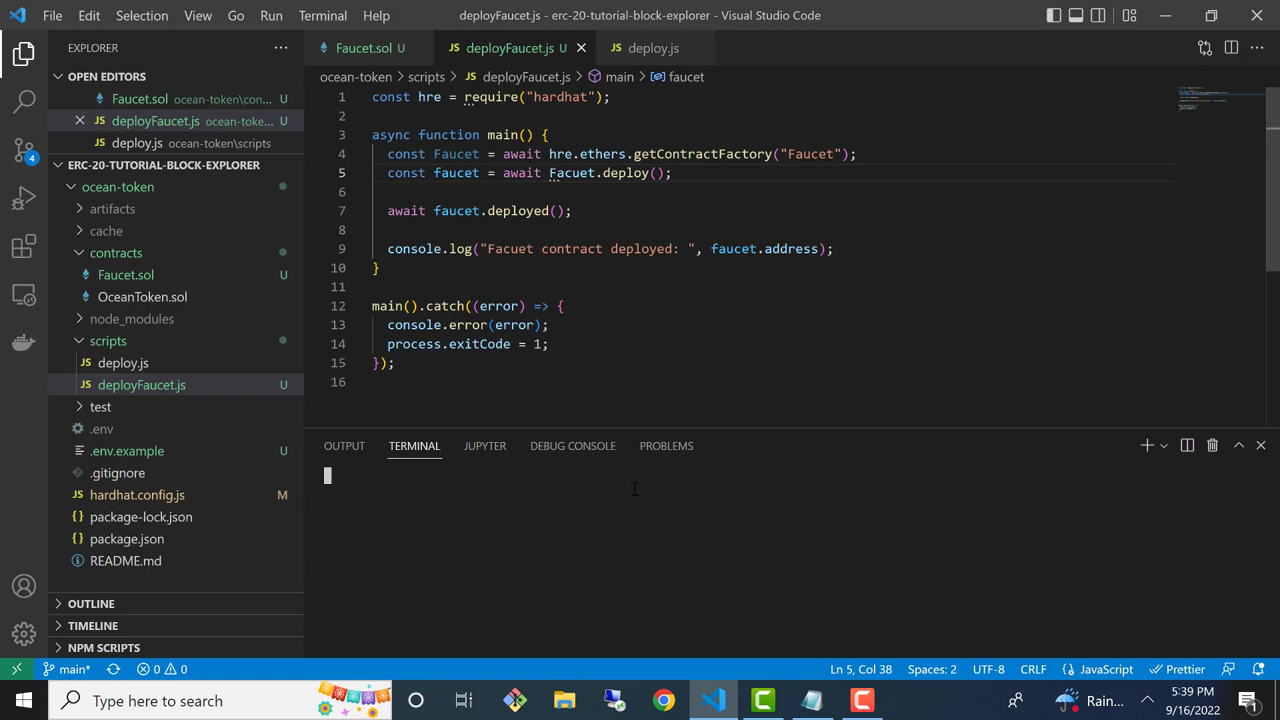 File Edit Selection View Go Run Terminal Help deployFaucet.js - erc-20-tutorial-block-explorer - Visual Studio Code
EXPLORER
OPEN EDITORS
Faucet.sol ocean-token\con... U
deployFaucet.js ocean-toke... U
deploy.js ocean-token\scripts
ERC-20-TUTORIAL-BLOCK-EXPLORER
ocean-token
artifacts
cache
contracts
Faucet.sol U
OceanToken.sol
node_modules
scripts
deploy.js
deployFaucet.js U
test
.env
.env.example U
.gitignore
hardhat.config.js M
package-lock.json
package.json
README.md
OUTLINE
TIMELINE
NPM SCRIPTS
4
Faucet.sol U deployFaucet.js U deploy.js
ocean-token > scripts > JS deployFaucet.js > main > faucet
1 const hre = require("hardhat");
2
3 async function main() {
4 const Faucet = await hre.ethers.getContractFactory("Faucet");
5 const faucet = await Facuet.deploy();
6
7 await faucet.deployed();
8
9 console.log("Facuet contract deployed: ", faucet.address);
10 }
11
12 main().catch((error) => {
13 console.error(error);
14 process.exitCode = 1;
15 });
16
OUTPUT TERMINAL JUPYTER DEBUG CONSOLE PROBLEMS
main* 0 0 Ln 5, Col 38 Spaces: 2 UTF-8 CRLF JavaScript Prettier
Type here to search Rain... 5:39 PM
9/16/2022 1